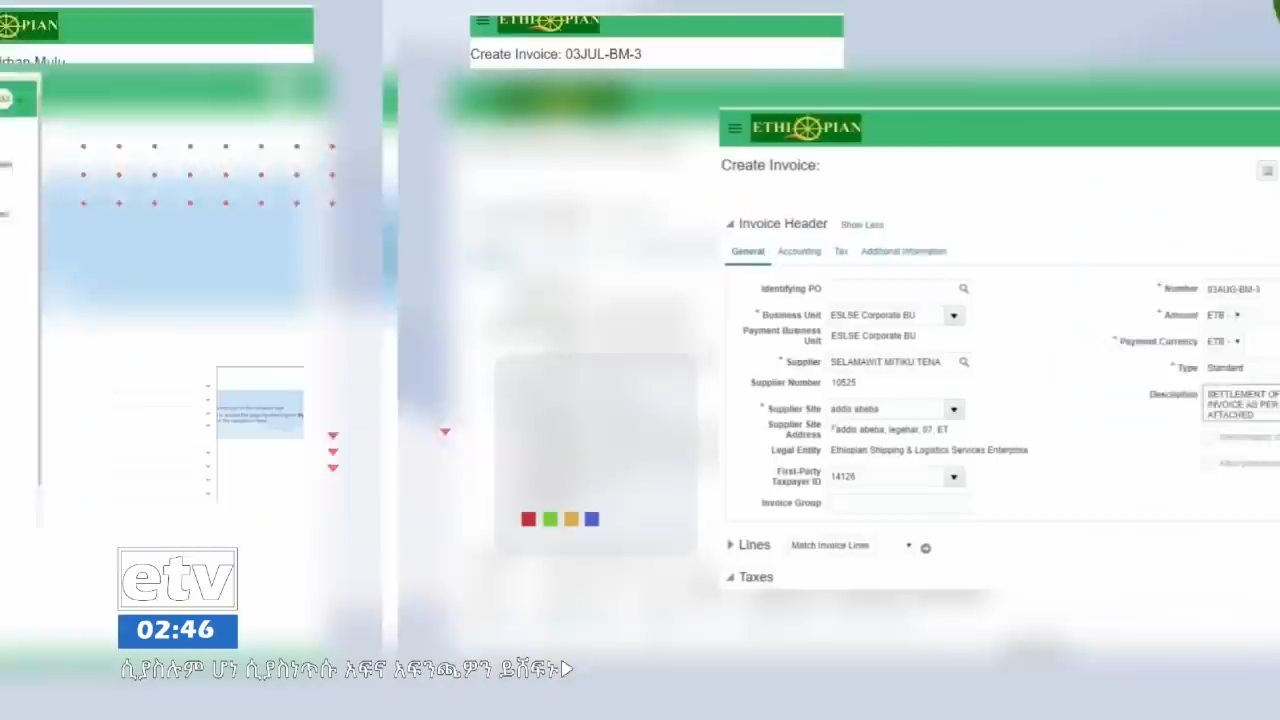 ETHIOPIAN
Create Invoice: 03JUL-BM-3
ETHIOPIAN
Create Invoice:
Invoice Header Show Less
General Accounting Tax Additional Information
Identifying PO
* Business Unit ESLSE Corporate BU
Payment Business Unit ESLSE Corporate BU
* Supplier SELAMAWIT MITIKU TENA
Supplier Number 10525
* Supplier Site addis abeba
Supplier Site Address addis abeba, legehar, 07, ET
Legal Entity Ethiopian Shipping & Logistics Services Enterprise
First-Party Taxpayer ID 14126
Invoice Group
* Number 03AUG-BM-3
* Amount ETB -
* Payment Currency ETB -
* Type Standard
Description SETTLEMENT OF
INVOICE AS PER
ATTACHED
Lines Match Invoice Lines
Taxes
etv
02:46
ሲያስሉም ሆነ ሲያስነጥሱ አፍና አፍንጫዎን ይሸፍኑ